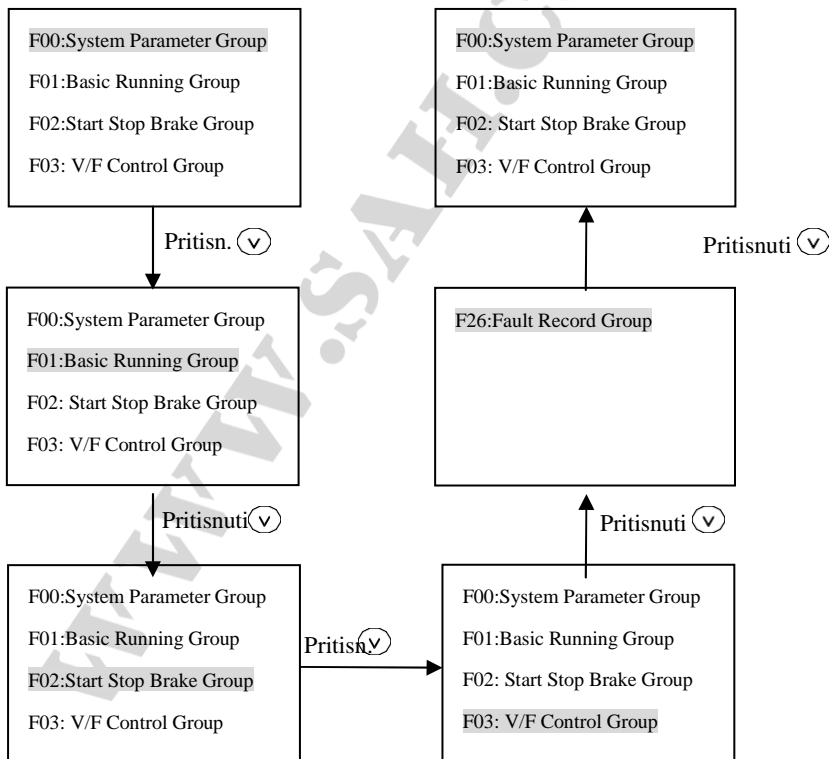 F00:System Parameter Group
F01:Basic Running Group
F02:Start Stop Brake Group
F03: V/F Control Group
Pritisn. v
F00:System Parameter Group
F01:Basic Running Group
F02: Start Stop Brake Group
F03: V/F Control Group
Pritisnuti v
F00:System Parameter Group
F01:Basic Running Group
F02:Start Stop Brake Group
F03: V/F Control Group
Pritisn. v
F00:System Parameter Group
F01:Basic Running Group
F02: Start Stop Brake Group
F03: V/F Control Group
Pritisnuti v
F26:Fault Record Group
Pritisnuti v
F00:System Parameter Group
F01:Basic Running Group
F02: Start Stop Brake Group
F03: V/F Control Group
WWW.SAH.